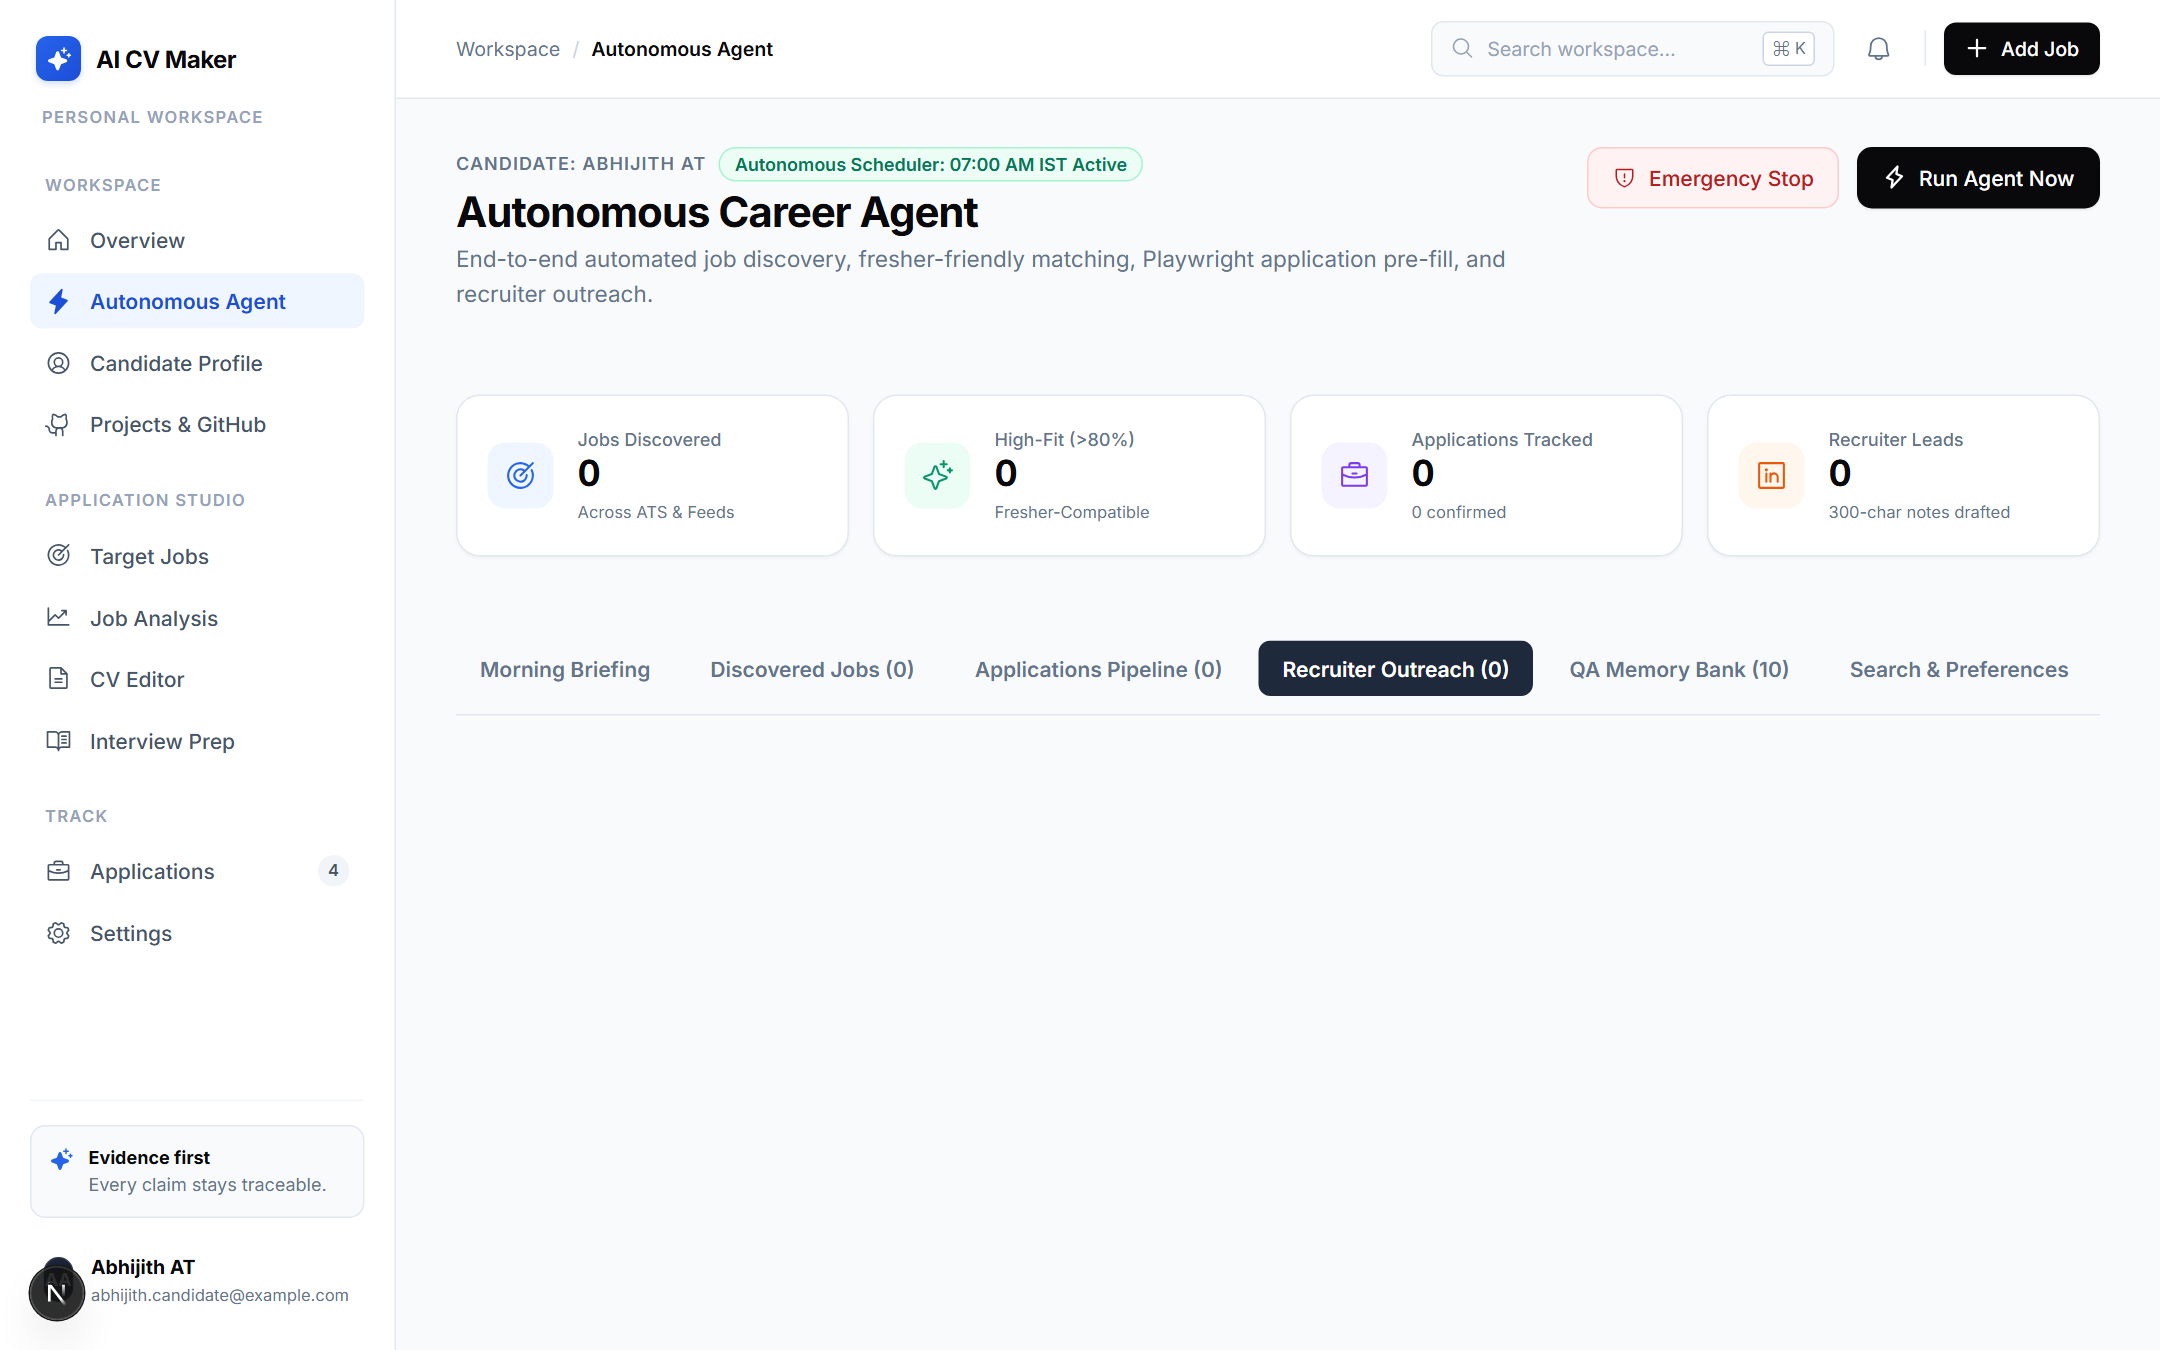 AI CV Maker
PERSONAL WORKSPACE
WORKSPACE
Overview
Autonomous Agent
Candidate Profile
Projects & GitHub
APPLICATION STUDIO
Target Jobs
Job Analysis
CV Editor
Interview Prep
TRACK
Applications 4
Settings
Evidence first
Every claim stays traceable.
N
Abhijith AT
abhijith.candidate@example.com
Workspace / Autonomous Agent
Search workspace... ⌘ K
Add Job
CANDIDATE: ABHIJITH AT Autonomous Scheduler: 07:00 AM IST Active
Autonomous Career Agent
End-to-end automated job discovery, fresher-friendly matching, Playwright application pre-fill, and
recruiter outreach.
Emergency Stop
Run Agent Now
Jobs Discovered
0
Across ATS & Feeds
High-Fit (>80%)
0
Fresher-Compatible
Applications Tracked
0
0 confirmed
in
Recruiter Leads
0
300-char notes drafted
Morning Briefing Discovered Jobs (0) Applications Pipeline (0) Recruiter Outreach (0) QA Memory Bank (10) Search & Preferences